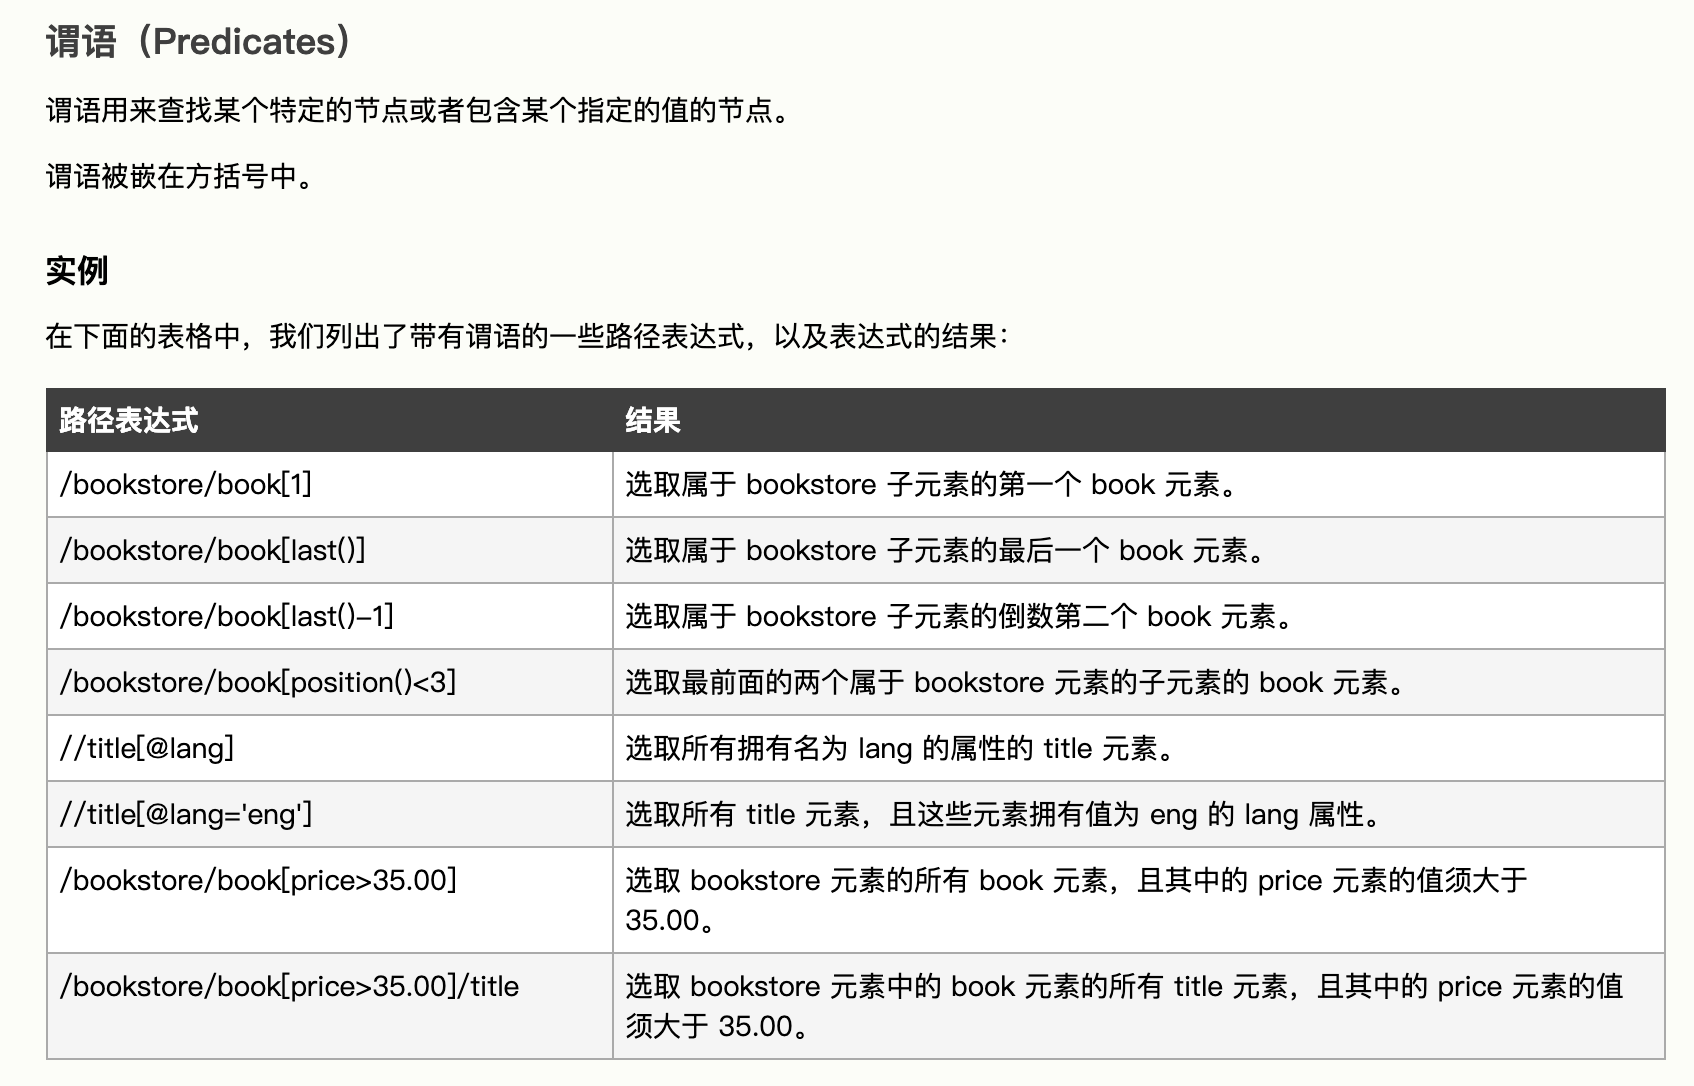 谓语（Predicates）
谓语用来查找某个特定的节点或者包含某个指定的值的节点。
谓语被嵌在方括号中。
实例
在下面的表格中，我们列出了带有谓语的一些路径表达式，以及表达式的结果：
路径表达式 结果
/bookstore/book[1] 选取属于 bookstore 子元素的第一个 book 元素。
/bookstore/book[last()] 选取属于 bookstore 子元素的最后一个 book 元素。
/bookstore/book[last()-1] 选取属于 bookstore 子元素的倒数第二个 book 元素。
/bookstore/book[position()<3] 选取最前面的两个属于 bookstore 元素的子元素的 book 元素。
//title[@lang] 选取所有拥有名为 lang 的属性的 title 元素。
//title[@lang='eng'] 选取所有 title 元素，且这些元素拥有值为 eng 的 lang 属性。
/bookstore/book[price>35.00] 选取 bookstore 元素的所有 book 元素，且其中的 price 元素的值须大于
35.00。
/bookstore/book[price>35.00]/title 选取 bookstore 元素中的 book 元素的所有 title 元素，且其中的 price 元素的值
须大于 35.00。